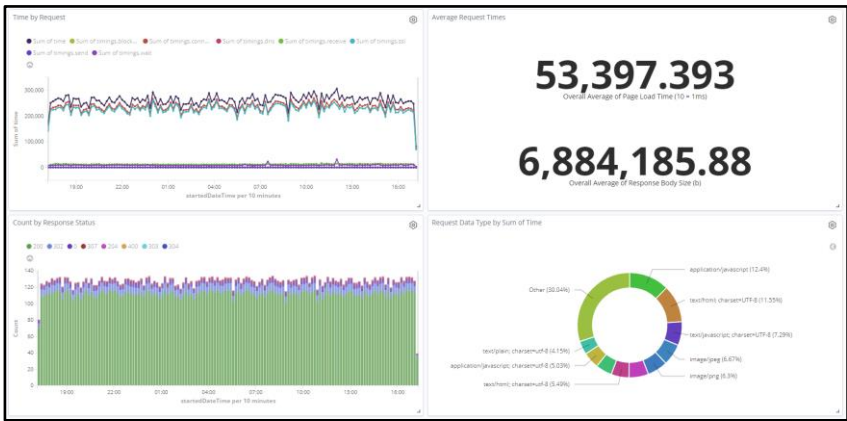 Time by Request
Sum of time Sum of timings.block... Sum of timings.conn... Sum of timings.dns Sum of timings.receive Sum of timings.ssl
Sum of timings.send Sum of timings.wait
Sum of time
300,000
200,000
100,000
0
19:00 22:00 01:00 04:00 07:00 10:00 13:00 16:00
startedDateTime per 10 minutes
Average Request Times
53,397.393
Overall Average of Page Load Time (10 = 1ms)
6,884,185.88
Overall Average of Response Body Size (b)
Count by Response Status
200 302 0 307 204 400 303 304
Count
140
120
100
80
60
40
20
0
19:00 22:00 01:00 04:00 07:00 10:00 13:00 16:00
startedDateTime per 10 minutes
Request Data Type by Sum of Time
application/javascript (12.4%)
Other (30.04%)
text/html; charset=UTF-8 (11.55%)
text/javascript; charset=UTF-8 (7.29%)
text/plain; charset=utf-8 (4.15%)
image/jpeg (6.67%)
application/javascript; charset=utf-8 (5.03%)
image/png (6.3%)
text/html; charset=utf-8 (5.49%)